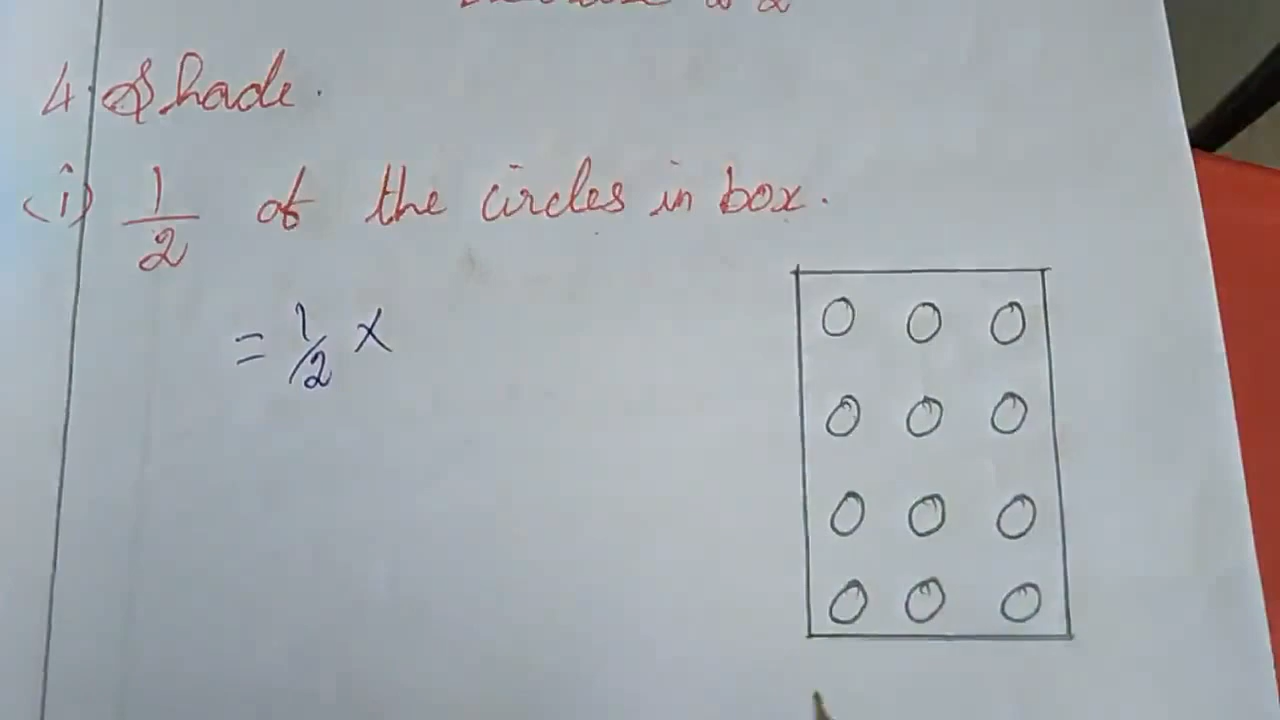 4. Shade.
(i) 1/2 of the circles in box.
= 1/2 ×